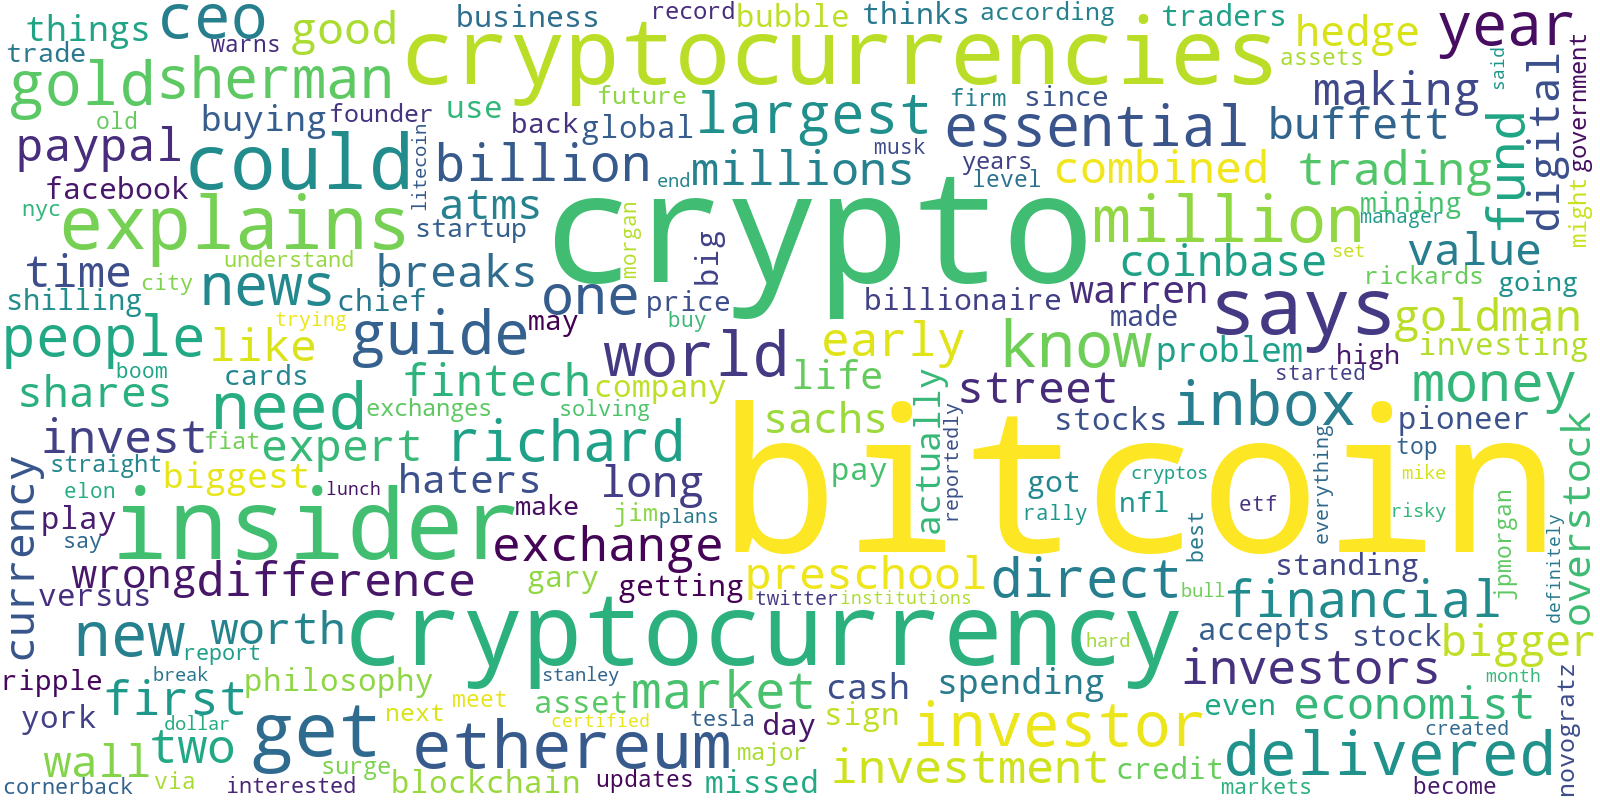 things
ceo
business
record
bubble
thinks
according
traders
hedge
year
trade
warns
good
cryptocurrencies
assets
said
government
gold
sherman
future
largest
firm
since
making
digital
old
buying
founder
use
back
global
essential
buffett
fund
paypal
could
litecoin
billion
musk
years
combined
trading
might
facebook
end
millions
level
nyc
explains
atms
crypto
million
mining
manager
startup
morgan
big
understand
time
city
news
breaks
coinbase
set
value
rickards
going
shilling
chief
one
price
billionaire
warren
made
says
goldman
people
like
trying
guide
may
buy
world
early
know
problem
high
investing
boom
cards
fintech
company
life
actually
street
started
money
shares
need
exchanges
solving
sachs
reportedly
stocks
inbox
pioneer
invest
fiat
expert
richard
bitcoin
everything
top
overstock
currency
straight
biggest
haters
long
pay
got
cryptos
mike
elon
insider
lunch
make
jim
plans
rally
nfl
etf
risky
play
say
exchange
best
jpmorgan
definitely
wrong
difference
gary
getting
preschool
direct
standing
versus
twitter
institutions
bull
financial
new
worth
cryptocurrency
hard
accepts
stock
bigger
report
ripple
break
philosophy
stanley
market
cash
spending
investors
month
novogratz
first
asset
york
dollar
get
next
meet
certified
tesla
day
sign
investor
even
economist
created
wall
two
ethereum
major
delivered
surge
investment
credit
cornerback
via
interested
blockchain
updates
missed
markets
become